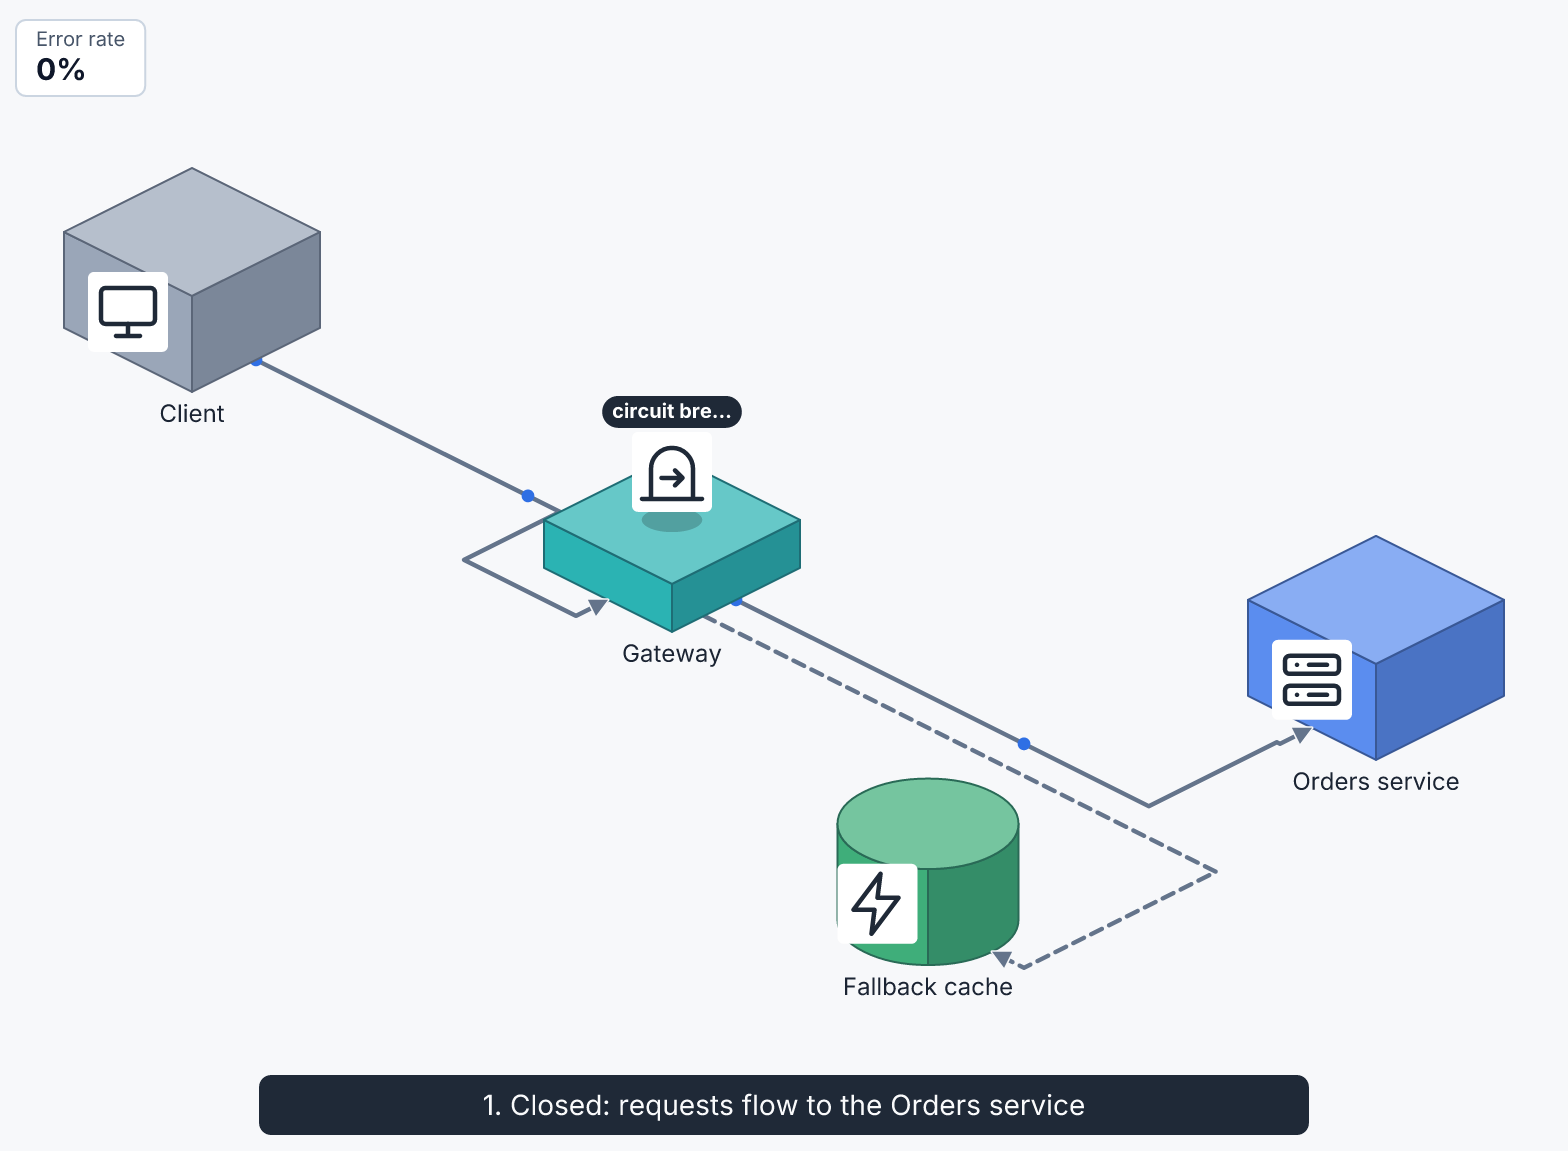 Error rate
0%
Client
circuit bre...
Gateway
Orders service
Fallback cache
1. Closed: requests flow to the Orders service